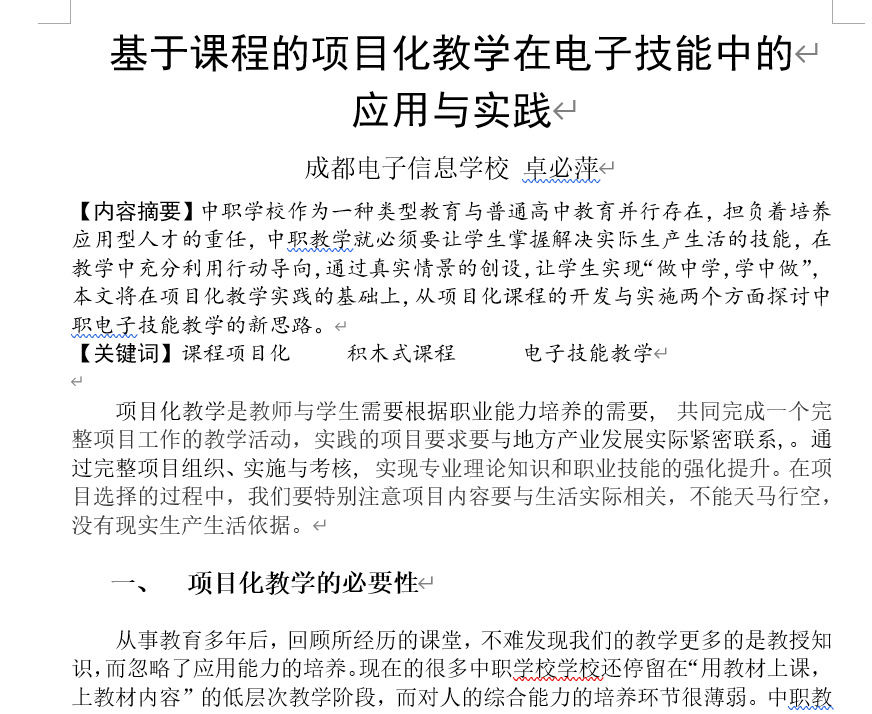 基于课程的项目化教学在电子技能中的
应用与实践
成都电子信息学校 卓必萍
【内容摘要】中职学校作为一种类型教育与普通高中教育并行存在，担负着培养
应用型人才的重任，中职教学就必须要让学生掌握解决实际生产生活的技能，在
教学中充分利用行动导向，通过真实情景的创设，让学生实现“做中学，学中做”，
本文将在项目化教学实践的基础上，从项目化课程的开发与实施两个方面探讨中
职电子技能教学的新思路。
【关键词】课程项目化 积木式课程 电子技能教学
项目化教学是教师与学生需要根据职业能力培养的需要, 共同完成一个完
整项目工作的教学活动，实践的项目要求要与地方产业发展实际紧密联系,。通
过完整项目组织、实施与考核, 实现专业理论知识和职业技能的强化提升。在项
目选择的过程中，我们要特别注意项目内容要与生活实际相关，不能天马行空，
没有现实生产生活依据。
一、 项目化教学的必要性
从事教育多年后，回顾所经历的课堂，不难发现我们的教学更多的是教授知
识，而忽略了应用能力的培养。现在的很多中职学校学校还停留在“用教材上课，
上教材内容”的低层次教学阶段，而对人的综合能力的培养环节很薄弱。中职教